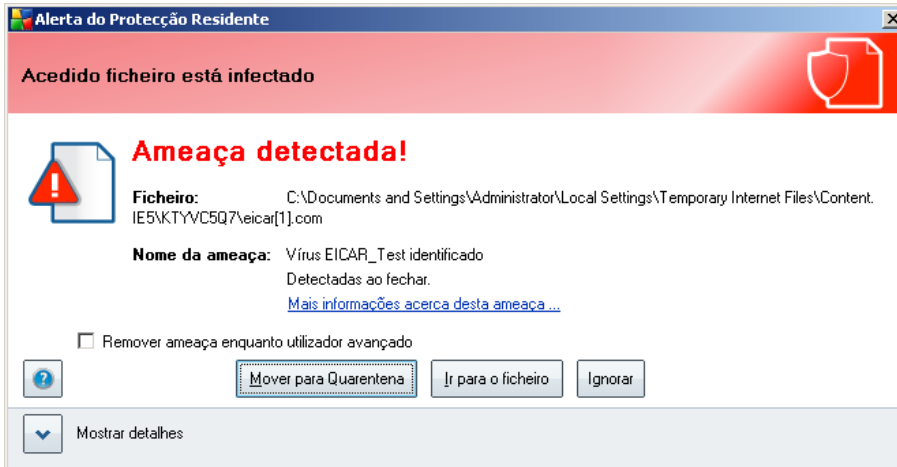 Alerta do Protecção Residente
Acedido ficheiro está infectado
Ameaça detectada!
Ficheiro: C:\Documents and Settings\Administrator\Local Settings\Temporary Internet Files\Content.
IE5\KTYVC5Q7\eicar[1].com
Nome da ameaça: Vírus EICAR_Test identificado
Detectadas ao fechar.
Mais informações acerca desta ameaça ...
Remover ameaça enquanto utilizador avançado
Mover para Quarentena Ir para o ficheiro Ignorar
Mostrar detalhes